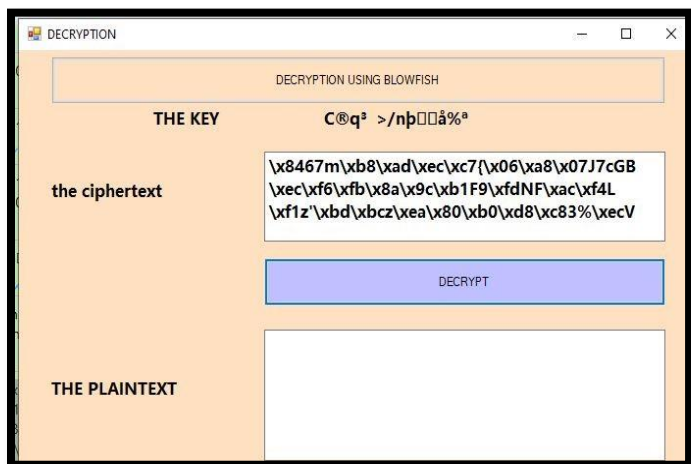 DECRYPTION
DECRYPTION USING BLOWFISH
THE KEY C®q³ >/nþ▯▯å%ª
the ciphertext
\x8467m\xb8\xad\xec\xc7{\x06\xa8\x07J7cGB
\xec\xf6\xfb\x8a\x9c\xb1F9\xfdNF\xac\xf4L
\xf1z'\xbd\xbcz\xea\x80\xb0\xd8\xc83%\xecV
DECRYPT
THE PLAINTEXT